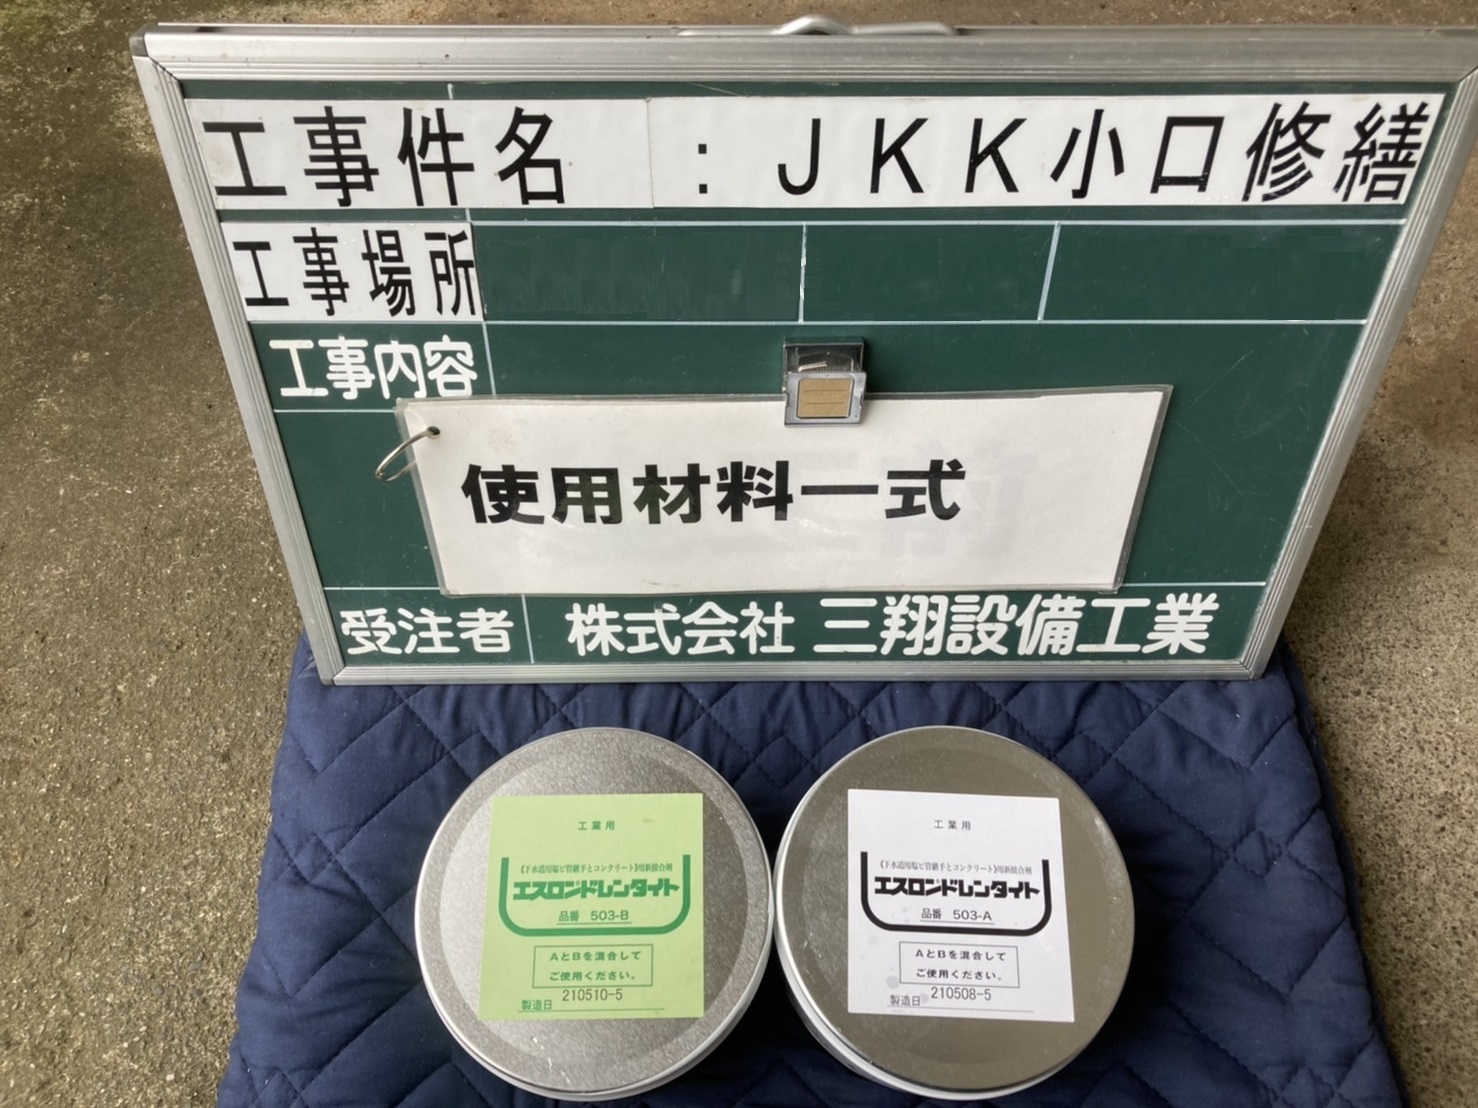 工事件名 : JKK小口修繕
工事場所
工事内容
使用材料一式
受注者 株式会社 三翔設備工業
工業用
《下水道用塩ビ管継手とコンクリート》用新接合剤
エスロンドレンタイト
品番 503-B
AとBを混合して
ご使用ください。
210510-5
製造日
工業用
《下水道用塩ビ管継手とコンクリート》用新接合剤
エスロンドレンタイト
品番 503-A
AとBを混合して
ご使用ください。
製造日 210508-5